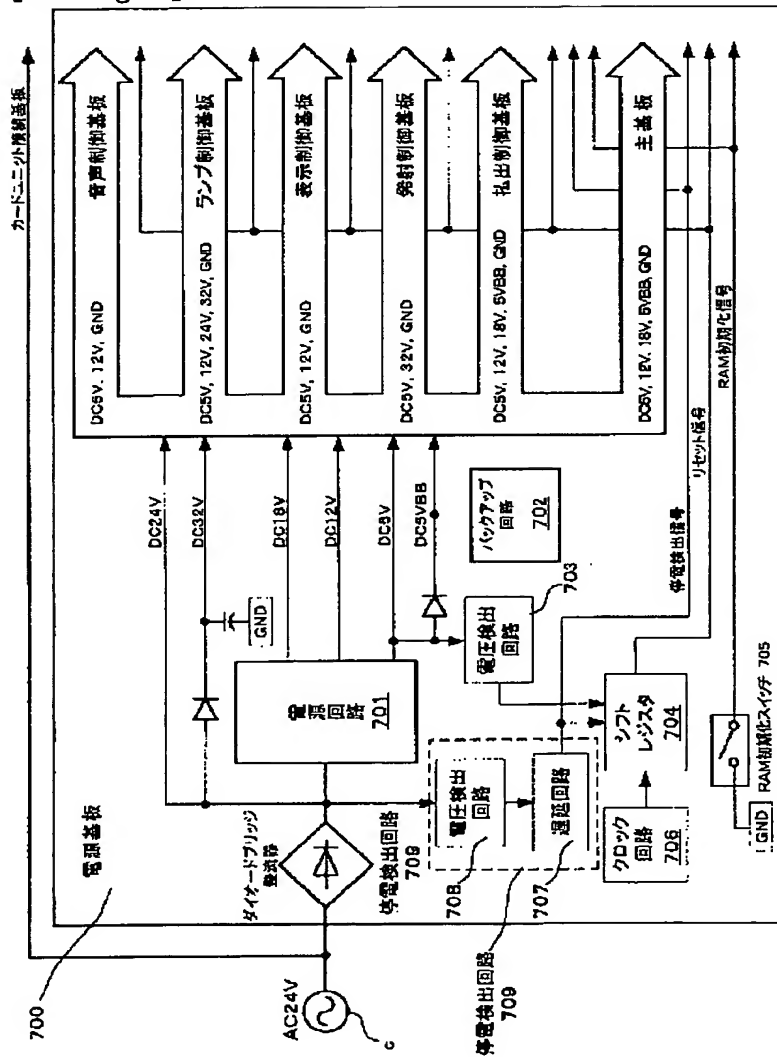 カードユニット接続基板
700
電源基板
AC24V
c
ダイオードブリッジ
整流器
停電検出回路
709
停電検出回路
709
電圧検出
回路
708
遅延回路
707
電源
回路
701
GND
DC24V
DC32V
DC18V
DC12V
DC5V
DC5VBB
バックアップ
回路
702
703
電圧検出
回路
シフト
レジスタ
704
クロック
回路
706
RAM初期化スイッチ 705
GND
停電検出信号
リセット信号
RAM初期化信号
DC5V, 12V, GND
音声制御基板
DC5V, 12V, 24V, 32V, GND
ランプ制御基板
DC5V, 12V, GND
表示制御基板
DC5V, 32V, GND
発射制御基板
DC5V, 12V, 18V, 5VBB, GND
払出制御基板
DC5V, 12V, 18V, 5VBB, GND
主基板